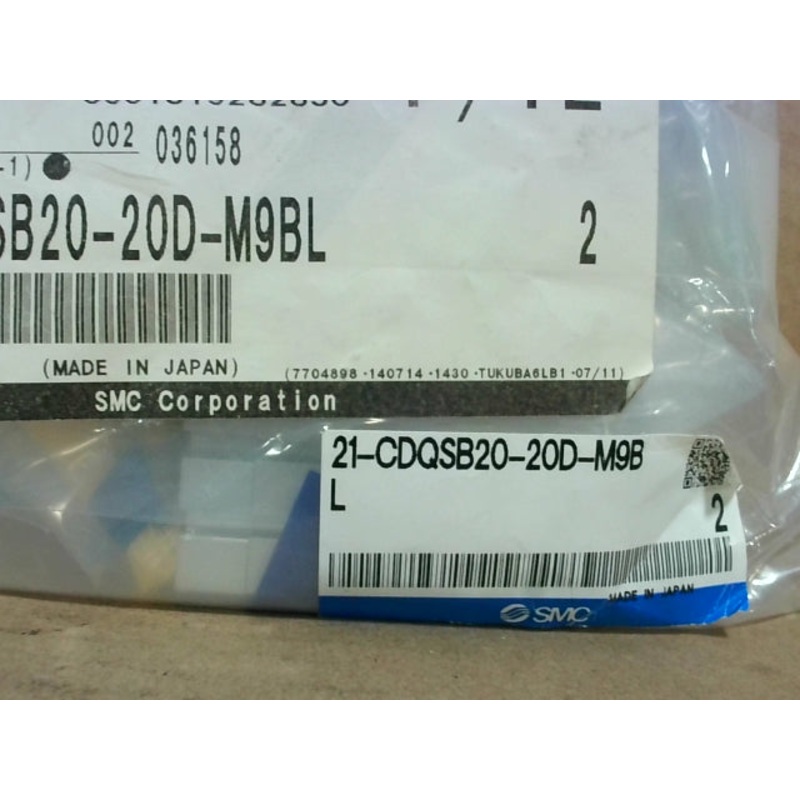 002 036158
-1)
SB20-20D-M9BL 2
(MADE IN JAPAN) (7704898 -140714 -1430 -TUKUBA6LB1 -07/11)
SMC Corporation
21-CDQSB20-20D-M9B
L 2
MADE IN JAPAN
SMC